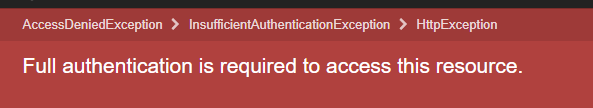 AccessDeniedException > InsufficientAuthenticationException > HttpException
Full authentication is required to access this resource.